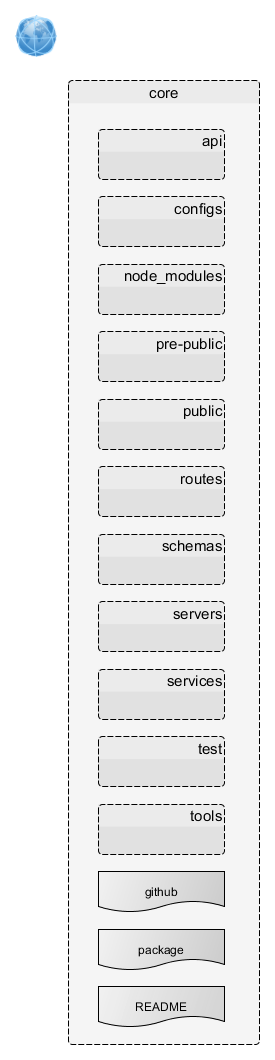 core
api
configs
node_modules
pre-public
public
routes
schemas
servers
services
test
tools
github
package
README